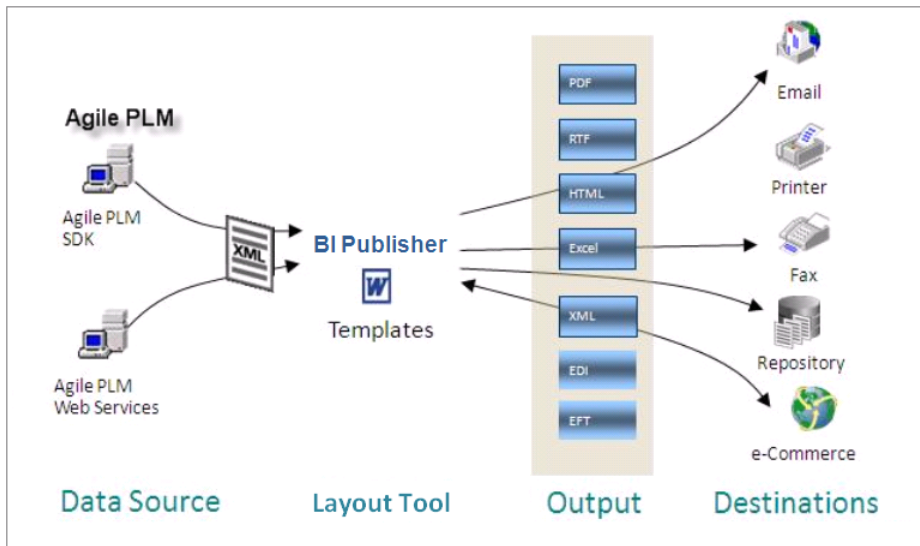 Agile PLM
Agile PLM
SDK
XML
Agile PLM
Web Services
BI Publisher
W
Templates
PDF
RTF
HTML
Excel
XML
EDI
EFT
Email
Printer
Fax
Repository
e-Commerce
Data Source
Layout Tool
Output
Destinations